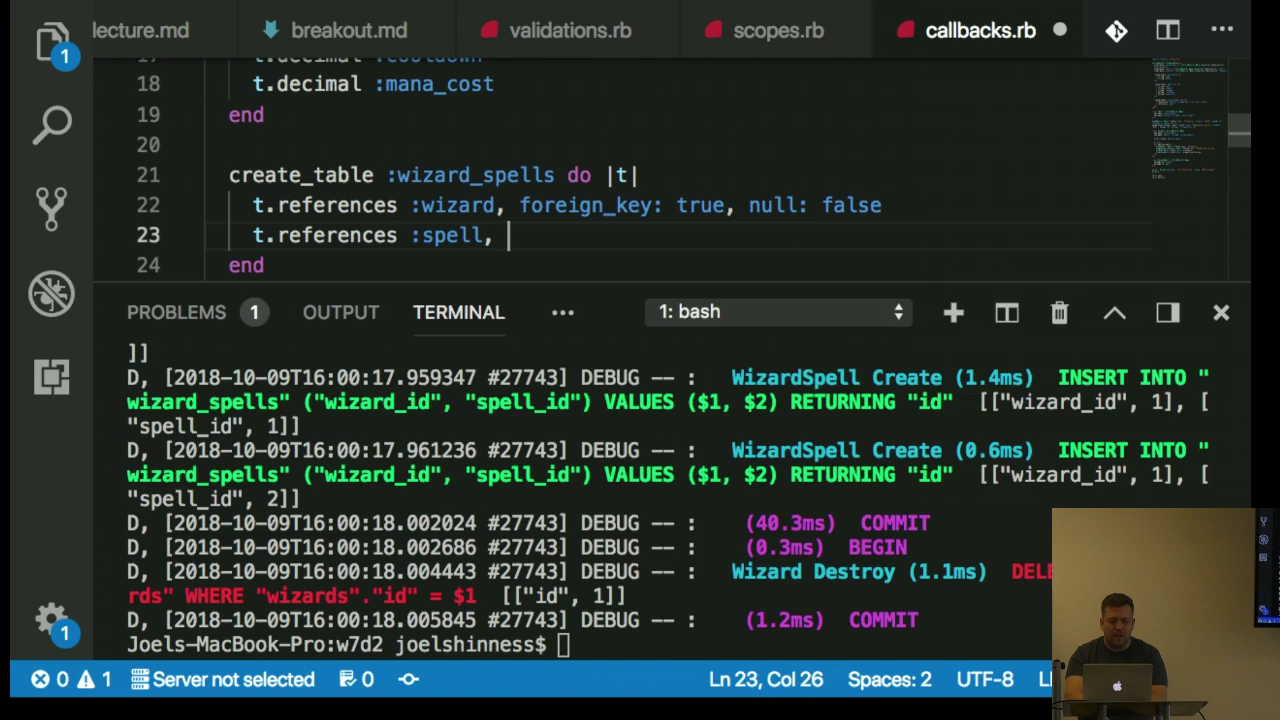 lecture.md
breakout.md
validations.rb
scopes.rb
callbacks.rb
1
17 t.decimal :cooldown
18 t.decimal :mana_cost
19 end
20
21 create_table :wizard_spells do |t|
22 t.references :wizard, foreign_key: true, null: false
23 t.references :spell,
24 end
PROBLEMS 1 OUTPUT TERMINAL 1: bash
]]
D, [2018-10-09T16:00:17.959347 #27743] DEBUG -- : WizardSpell Create (1.4ms) INSERT INTO "
wizard_spells" ("wizard_id", "spell_id") VALUES ($1, $2) RETURNING "id" [["wizard_id", 1], [
"spell_id", 1]]
D, [2018-10-09T16:00:17.961236 #27743] DEBUG -- : WizardSpell Create (0.6ms) INSERT INTO "
wizard_spells" ("wizard_id", "spell_id") VALUES ($1, $2) RETURNING "id" [["wizard_id", 1], [
"spell_id", 2]]
D, [2018-10-09T16:00:18.002024 #27743] DEBUG -- : (40.3ms) COMMIT
D, [2018-10-09T16:00:18.002686 #27743] DEBUG -- : (0.3ms) BEGIN
D, [2018-10-09T16:00:18.004443 #27743] DEBUG -- : Wizard Destroy (1.1ms) DELE
rds" WHERE "wizards"."id" = $1 [["id", 1]]
D, [2018-10-09T16:00:18.005845 #27743] DEBUG -- : (1.2ms) COMMIT
Joels-MacBook-Pro:w7d2 joelshinness$
1
0 1 Server not selected 0 Ln 23, Col 26 Spaces: 2 UTF-8